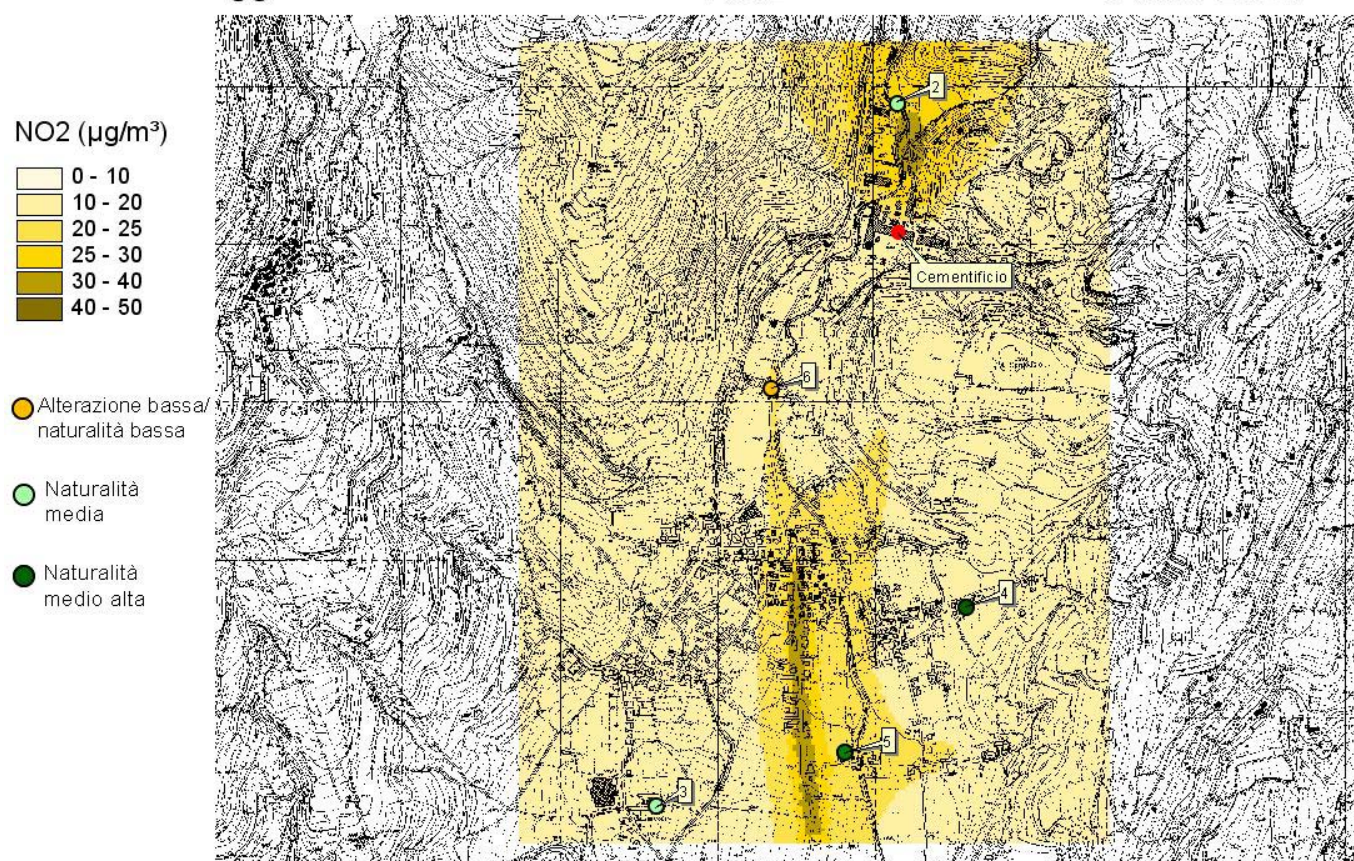 NO2 (µg/m³)
0 - 10
10 - 20
20 - 25
25 - 30
30 - 40
40 - 50
Alterazione bassa/
naturalità bassa
Naturalità
media
Naturalità
medio alta
2
Cementificio
6
4
5
3